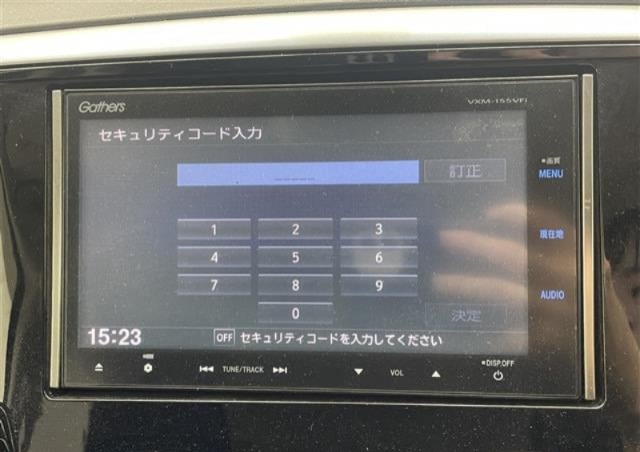 Gathers
VXM-155VFi
セキュリティコード入力
訂正
画質
MENU
1 2 3
現在地
4 5 6
7 8 9
AUDIO
0
決定
15:23
OFF セキュリティコードを入力してください
DISP.OFF
TUNE/TRACK
VOL